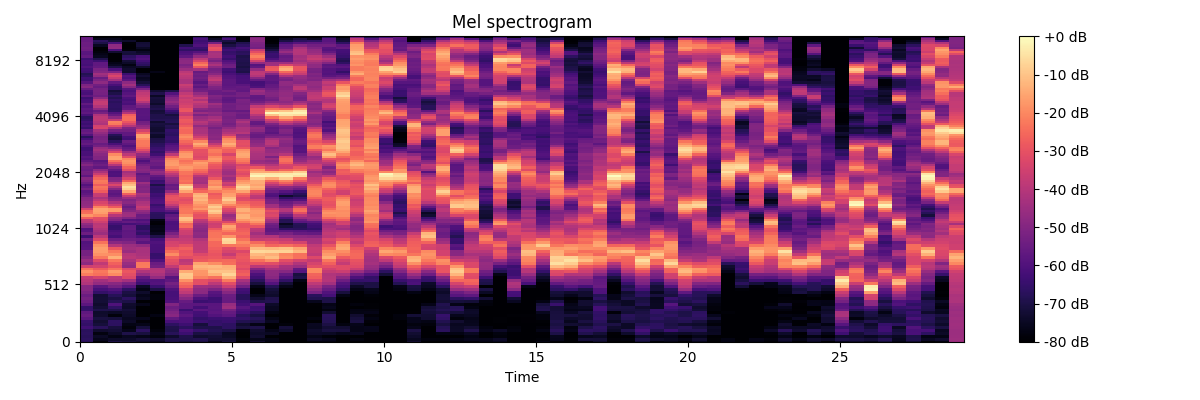 Mel spectrogram
8192
4096
2048
1024
512
0
Hz
0 5 10 15 20 25
Time
+0 dB
-10 dB
-20 dB
-30 dB
-40 dB
-50 dB
-60 dB
-70 dB
-80 dB